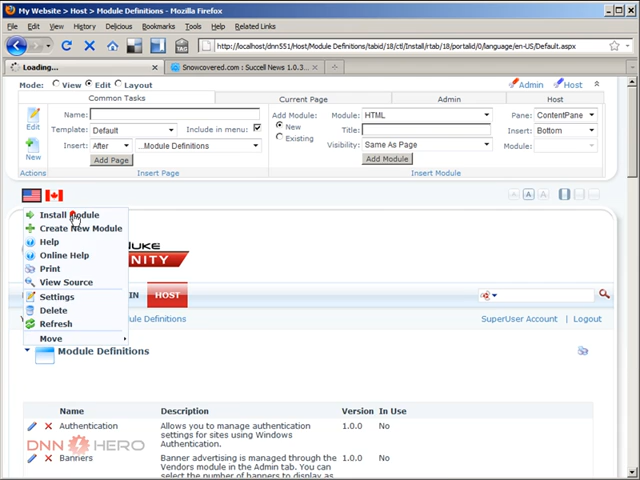 My Website > Host > Module Definitions - Mozilla Firefox
File Edit View History Delicious Bookmarks Tools Help Related Links
http://localhost/dnn551/Host/Module Definitions/tabid/18/ctl/Install/rtab/18/portalid/0/language/en-US/Default.aspx
Loading... Snowcovered.com : Succell News 1.0.3...
Mode: View Edit Layout Admin Host
Common Tasks Current Page Admin Host
Edit
New
Actions
Name:
Template: Default Include in menu:
Insert: After ...Module Definitions
Add Page
Insert Page
Add Module: New Existing
Module: HTML
Title:
Visibility: Same As Page
Add Module
Insert Module
Pane: ContentPane
Insert: Bottom
Module:
A A A
Install Module
Create New Module
Help
Online Help
Print
View Source
Settings
Delete
Refresh
Move
UKE
NITY
IN HOST
dule Definitions SuperUser Account | Logout
Module Definitions
Name Description Version In Use
Authentication Allows you to manage authentication settings for sites using Windows Authentication. 1.0.0 No
Banners Banner advertising is managed through the Vendors module in the Admin tab. You can select the number of banners to display as 1.0.0 No
DNN HERO